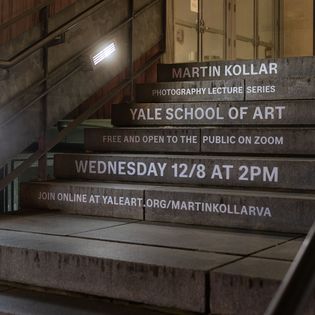 MARTIN KOLLAR
PHOTOGRAPHY LECTURE SERIES
YALE SCHOOL OF ART
FREE AND OPEN TO THE PUBLIC ON ZOOM
WEDNESDAY 12/8 AT 2PM
JOIN ONLINE AT YALEART.ORG/MARTINKOLLARVA